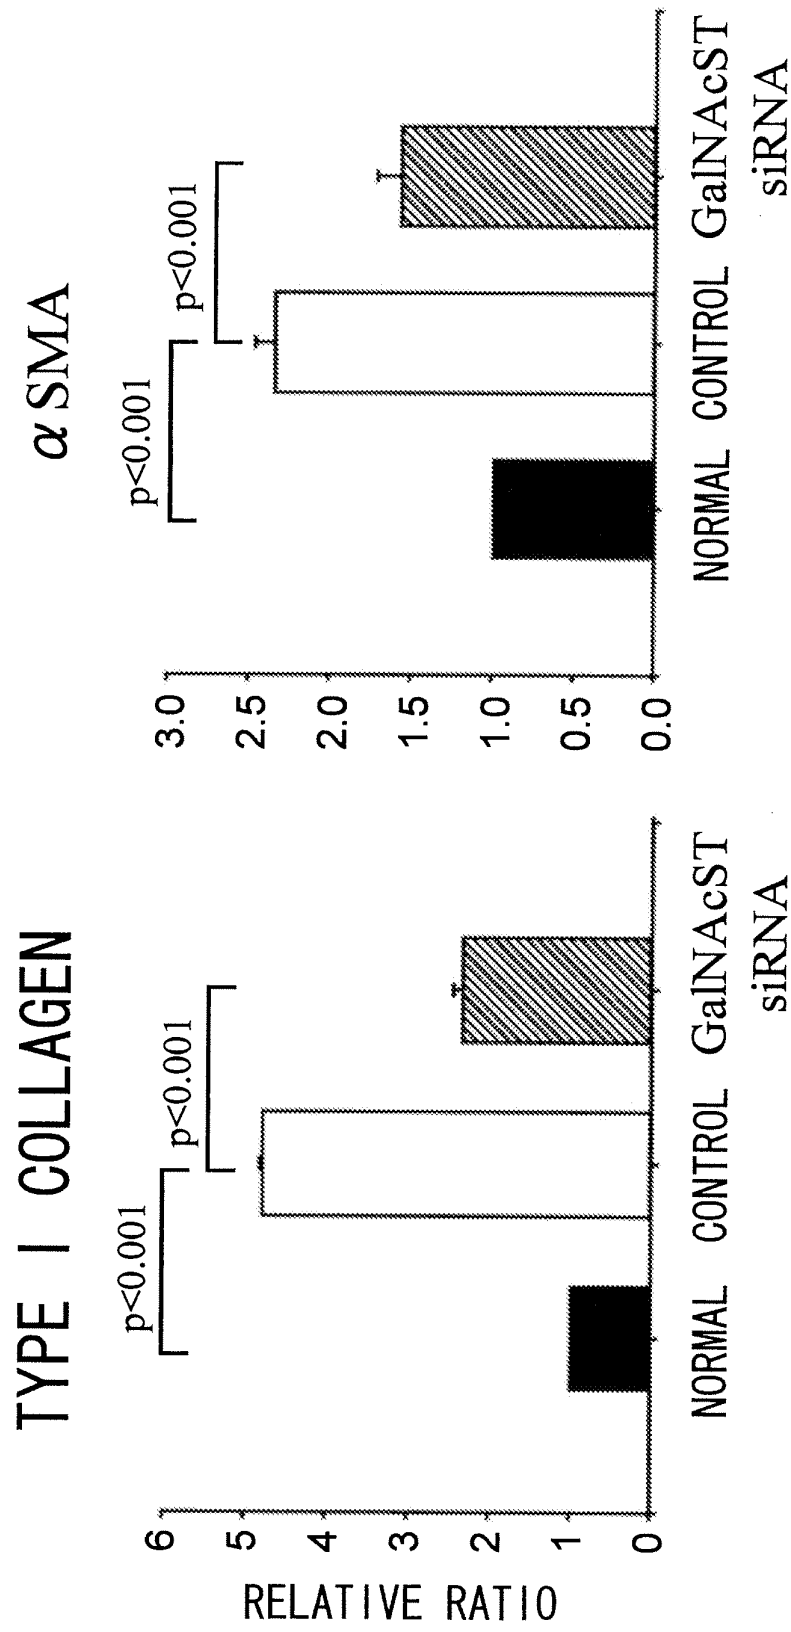 TYPE I COLLAGEN
p<0.001
p<0.001
RELATIVE RATIO
6
5
4
3
2
1
0
NORMAL
CONTROL
GalNAcST
siRNA
α SMA
p<0.001
p<0.001
3.0
2.5
2.0
1.5
1.0
0.5
0.0
NORMAL
CONTROL
GalNAcST
siRNA